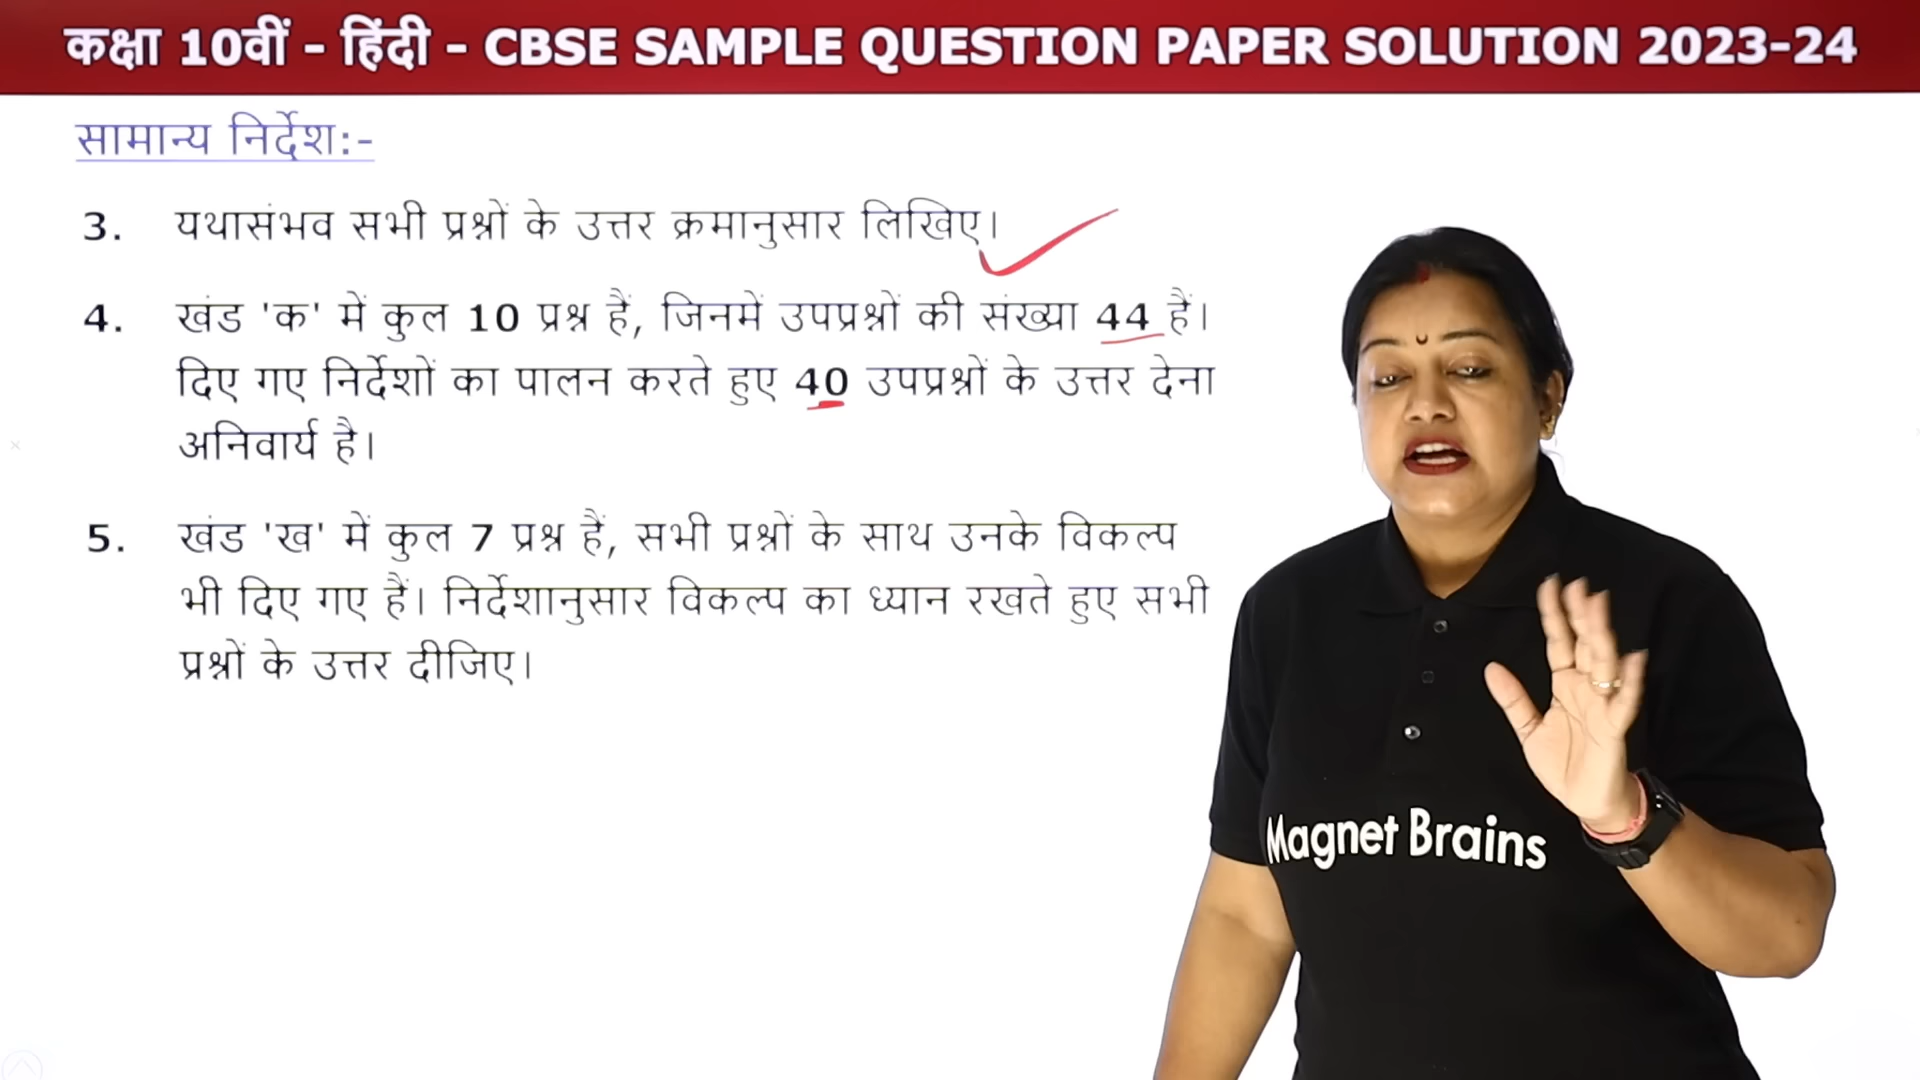 कक्षा 10वीं - हिंदी - CBSE SAMPLE QUESTION PAPER SOLUTION 2023-24
सामान्य निर्देश:-
3. यथासंभव सभी प्रश्नों के उत्तर क्रमानुसार लिखिए।
4. खंड 'क' में कुल 10 प्रश्न हैं, जिनमें उपप्रश्नों की संख्या 44 है।
दिए गए निर्देशों का पालन करते हुए 40 उपप्रश्नों के उत्तर देना
अनिवार्य है।
5. खंड 'ख' में कुल 7 प्रश्न हैं, सभी प्रश्नों के साथ उनके विकल्प
भी दिए गए हैं। निर्देशानुसार विकल्प का ध्यान रखते हुए सभी
प्रश्नों के उत्तर दीजिए।
Magnet Brains